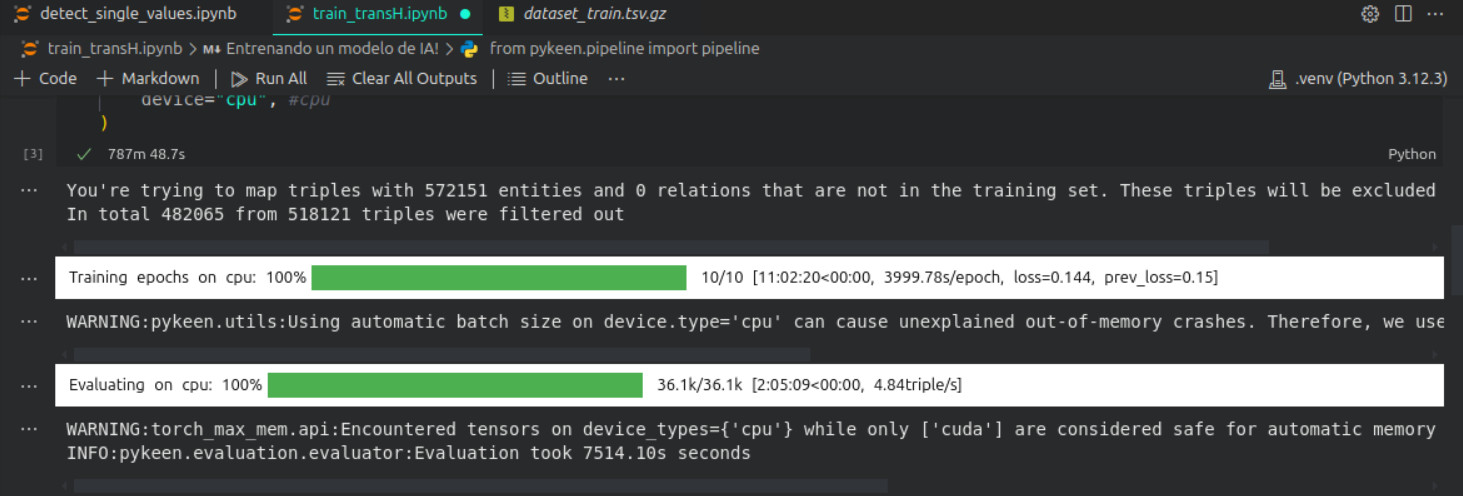 detect_single_values.ipynb train_transH.ipynb dataset_train.tsv.gz
train_transH.ipynb > M↓ Entrenando un modelo de IA! > from pykeen.pipeline import pipeline
+ Code + Markdown | Run All Clear All Outputs | Outline ... .venv (Python 3.12.3)
device="cpu", #cpu
)
[3] ✓ 787m 48.7s Python
... You're trying to map triples with 572151 entities and 0 relations that are not in the training set. These triples will be excluded
In total 482065 from 518121 triples were filtered out
... Training epochs on cpu: 100% 10/10 [11:02:20<00:00, 3999.78s/epoch, loss=0.144, prev_loss=0.15]
... WARNING:pykeen.utils:Using automatic batch size on device.type='cpu' can cause unexplained out-of-memory crashes. Therefore, we use
... Evaluating on cpu: 100% 36.1k/36.1k [2:05:09<00:00, 4.84triple/s]
... WARNING:torch_max_mem.api:Encountered tensors on device_types={'cpu'} while only ['cuda'] are considered safe for automatic memory
INFO:pykeen.evaluation.evaluator:Evaluation took 7514.10s seconds